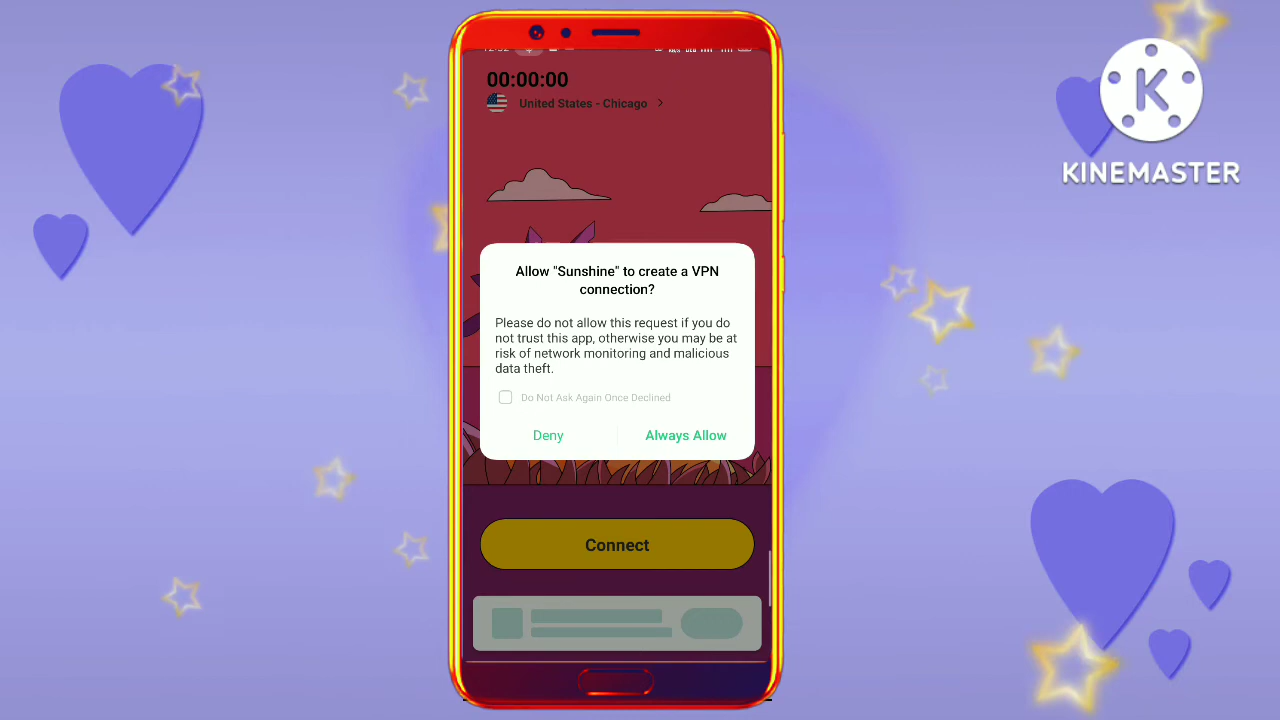 00:00:00
United States - Chicago
KINEMASTER
Allow "Sunshine" to create a VPN
connection?
Please do not allow this request if you do
not trust this app, otherwise you may be at
risk of network monitoring and malicious
data theft.
Do Not Ask Again Once Declined
Deny
Always Allow
Connect